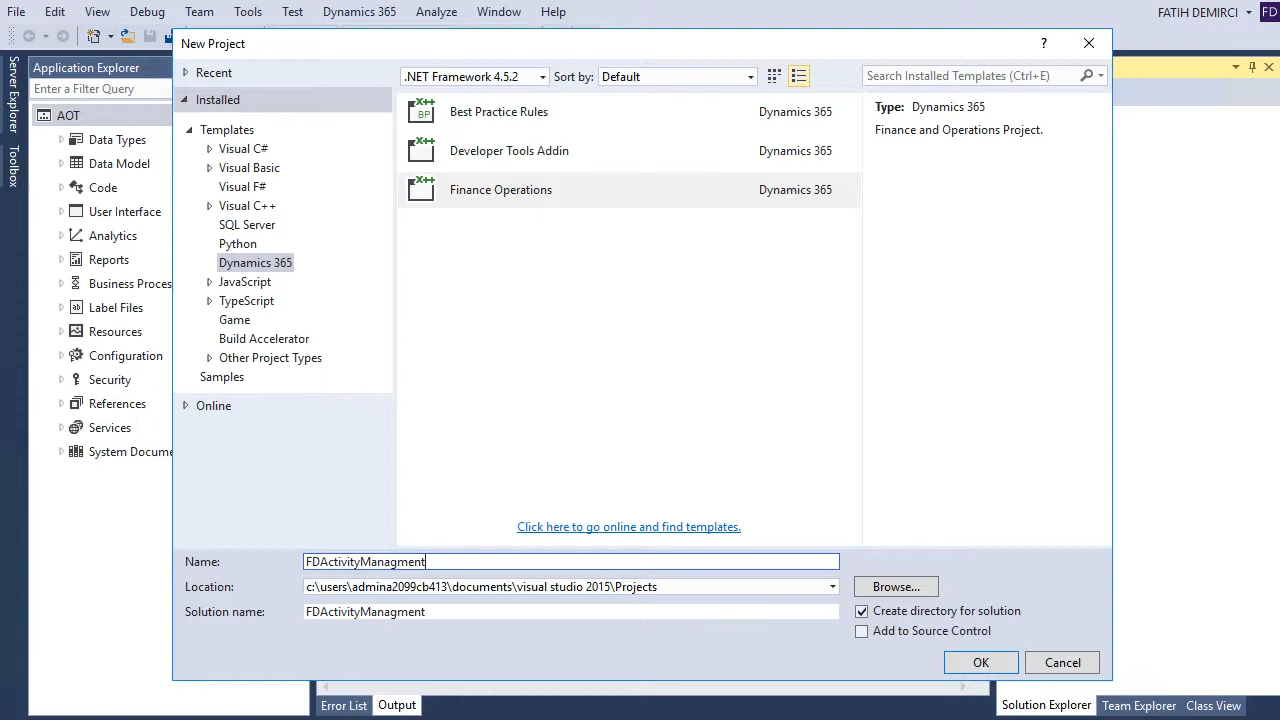 File Edit View Debug Team Tools Test Dynamics 365 Analyze Window Help FATIH DEMIRCI FD
Server Explorer
Toolbox
Application Explorer
Enter a Filter Query
AOT
Data Types
Data Model
Code
User Interface
Analytics
Reports
Business Proces
Label Files
Resources
Configuration
Security
References
Services
System Docume
New Project ?
Recent
Installed
Templates
Visual C#
Visual Basic
Visual F#
Visual C++
SQL Server
Python
Dynamics 365
JavaScript
TypeScript
Game
Build Accelerator
Other Project Types
Samples
Online
.NET Framework 4.5.2 Sort by: Default
Search Installed Templates (Ctrl+E)
X++ BP Best Practice Rules Dynamics 365
X++ Developer Tools Addin Dynamics 365
X++ Finance Operations Dynamics 365
Type: Dynamics 365
Finance and Operations Project.
Click here to go online and find templates.
Name: FDActivityManagment
Location: c:\users\admina2099cb413\documents\visual studio 2015\Projects Browse...
Solution name: FDActivityManagment
Create directory for solution
Add to Source Control
OK Cancel
Error List Output
Solution Explorer Team Explorer Class View